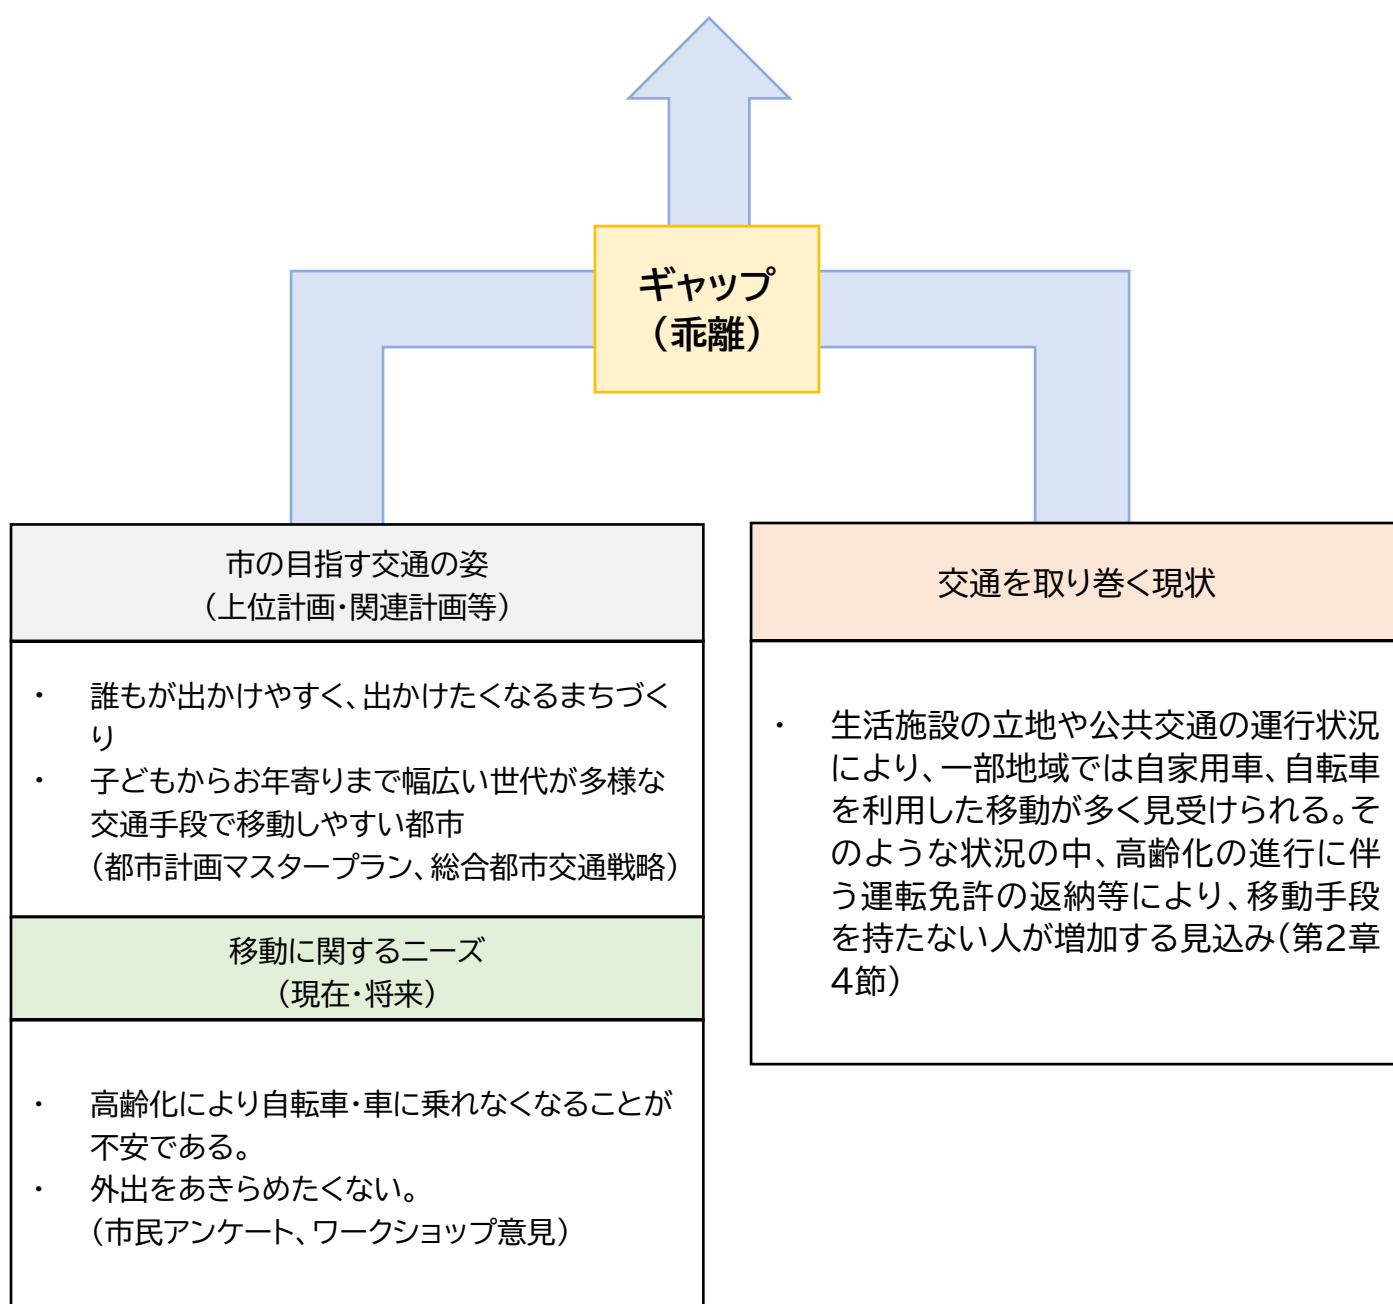 ギャップ
（乖離）
市の目指す交通の姿
（上位計画・関連計画等）
・ 誰もが出かけやすく、出かけたくなるまちづく
り
・ 子どもからお年寄りまで幅広い世代が多様な
交通手段で移動しやすい都市
（都市計画マスタープラン、総合都市交通戦略）
移動に関するニーズ
（現在・将来）
・ 高齢化により自転車・車に乗れなくなることが
不安である。
・ 外出をあきらめたくない。
（市民アンケート、ワークショップ意見）
交通を取り巻く現状
・ 生活施設の立地や公共交通の運行状況
により、一部地域では自家用車、自転車
を利用した移動が多く見受けられる。そ
のような状況の中、高齢化の進行に伴
う運転免許の返納等により、移動手段
を持たない人が増加する見込み（第2章
4節）